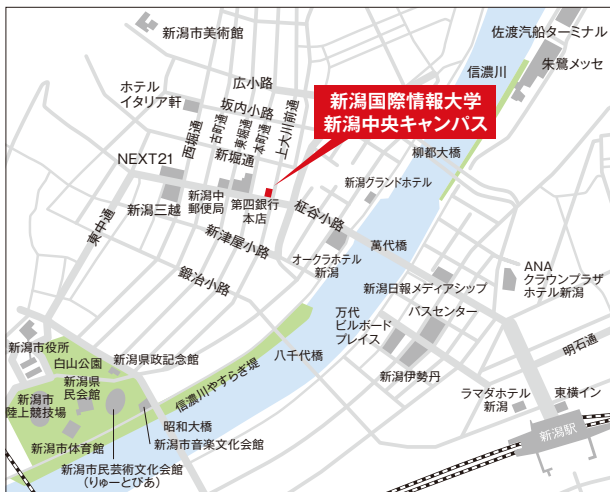 佐渡汽船ターミナル
新潟市美術館
信濃川
朱鷺メッセ
広小路
ホテル
イタリア軒
坂内小路
新潟国際情報大学
新潟中央キャンパス
西堀通
古町通
東堀通
本町通
上大川前通
新堀通
NEXT21
柳都大橋
新潟グランドホテル
新潟三越
新潟中
郵便局
第四銀行
本店
柾谷小路
東中通
新津屋小路
萬代橋
オークラホテル
新潟
鍛冶小路
新潟日報メディアシップ
ANA
クラウンプラザ
ホテル新潟
万代
ビルボード
プレイス
バスセンター
明石通
新潟市役所
白山公園
新潟県政記念館
八千代橋
新潟伊勢丹
信濃川やすらぎ堤
新潟県
民会館
新潟市
陸上競技場
ラマダホテル
新潟
東横イン
昭和大橋
新潟駅
新潟市体育館
新潟市音楽文化会館
新潟市民芸術文化会館
(りゅーとぴあ)